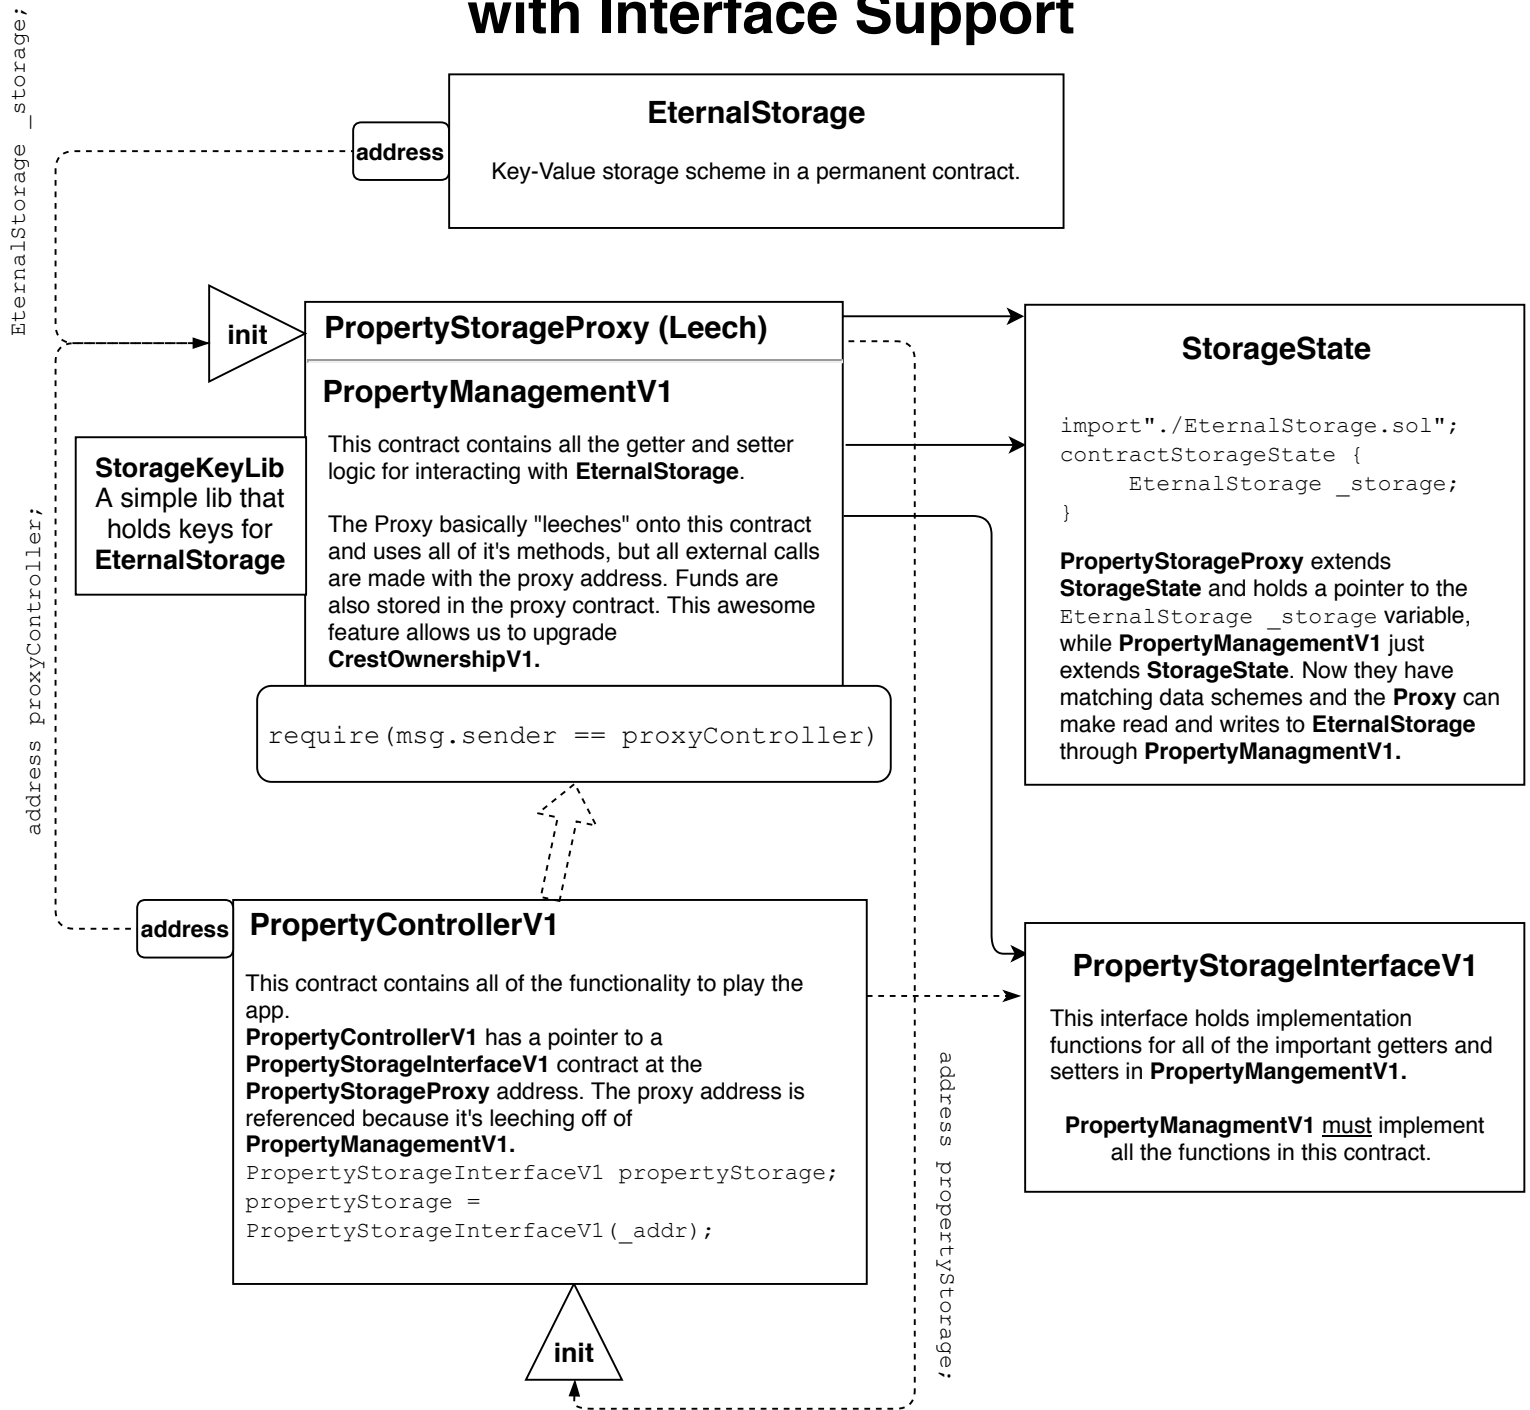 with Interface Support
EternalStorage _storage;
EternalStorage
address
Key-Value storage scheme in a permanent contract.
init
PropertyStorageProxy (Leech)
PropertyManagementV1
This contract contains all the getter and setter
logic for interacting with EternalStorage.
The Proxy basically "leeches" onto this contract
and uses all of it's methods, but all external calls
are made with the proxy address. Funds are
also stored in the proxy contract. This awesome
feature allows us to upgrade
CrestOwnershipV1.
StorageKeyLib
A simple lib that
holds keys for
EternalStorage
require(msg.sender == proxyController)
StorageState
import"./EternalStorage.sol";
contractStorageState {
EternalStorage _storage;
}
PropertyStorageProxy extends
StorageState and holds a pointer to the
EternalStorage _storage variable,
while PropertyManagementV1 just
extends StorageState. Now they have
matching data schemes and the Proxy can
make read and writes to EternalStorage
through PropertyManagmentV1.
address proxyController;
address
PropertyControllerV1
This contract contains all of the functionality to play the
app.
PropertyControllerV1 has a pointer to a
PropertyStorageInterfaceV1 contract at the
PropertyStorageProxy address. The proxy address is
referenced because it's leeching off of
PropertyManagementV1.
PropertyStorageInterfaceV1 propertyStorage;
propertyStorage =
PropertyStorageInterfaceV1(_addr);
init
address propertyStorage;
PropertyStorageInterfaceV1
This interface holds implementation
functions for all of the important getters and
setters in PropertyMangementV1.
PropertyManagmentV1 must implement
all the functions in this contract.